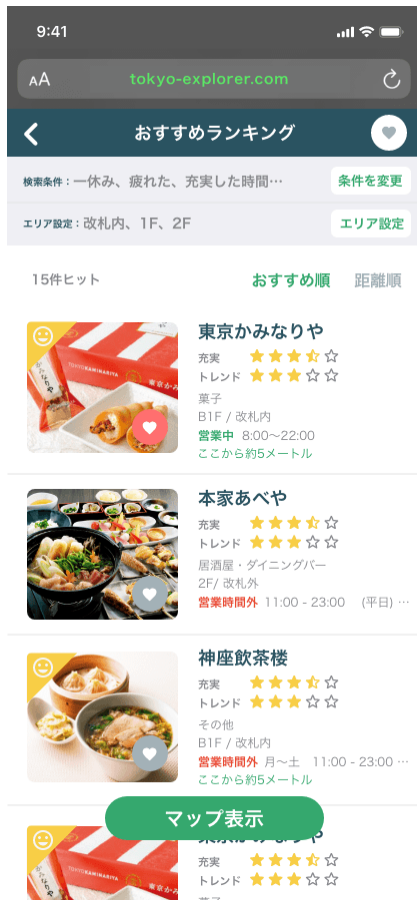 9:41
AA tokyo-explorer.com
おすすめランキング
検索条件：一休み、疲れた、充実した時間… 条件を変更
エリア設定：改札内、1F、2F エリア設定
15件ヒット おすすめ順 距離順
東京かみなりや
充実
トレンド
菓子
B1F / 改札内
営業中 8:00〜22:00
ここから約5メートル
かみなりや
TOKYOKAMINARIYA
本家あべや
充実
トレンド
居酒屋・ダイニングバー
2F/ 改札外
営業時間外 11:00 - 23:00 (平日) …
神座飲茶楼
充実
トレンド
その他
B1F / 改札内
営業時間外 月〜土 11:00 - 23:00 …
ここから約5メートル
マップ表示
充実
トレンド
TOKYOKAMINARIYA